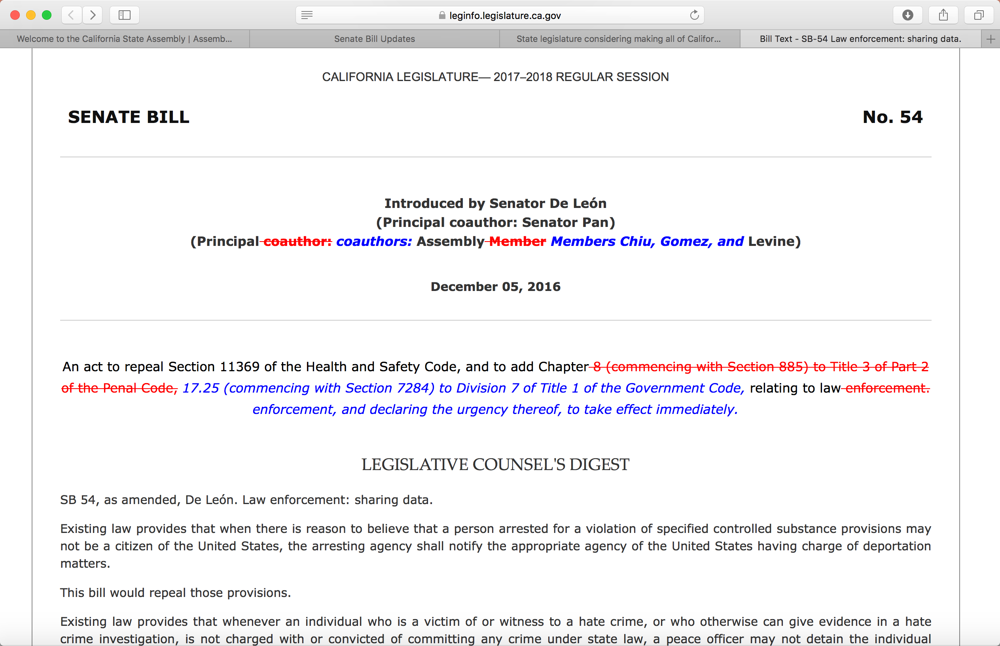 leginfo.legislature.ca.gov
Welcome to the California State Assembly | Assemb...
Senate Bill Updates
State legislature considering making all of Califor...
Bill Text - SB-54 Law enforcement: sharing data.
CALIFORNIA LEGISLATURE— 2017–2018 REGULAR SESSION
SENATE BILL No. 54
Introduced by Senator De León
(Principal coauthor: Senator Pan)
(Principal coauthor: coauthors: Assembly Member Members Chiu, Gomez, and Levine)
December 05, 2016
An act to repeal Section 11369 of the Health and Safety Code, and to add Chapter 8 (commencing with Section 885) to Title 3 of Part 2
of the Penal Code, 17.25 (commencing with Section 7284) to Division 7 of Title 1 of the Government Code, relating to law enforcement.
enforcement, and declaring the urgency thereof, to take effect immediately.
LEGISLATIVE COUNSEL'S DIGEST
SB 54, as amended, De León. Law enforcement: sharing data.
Existing law provides that when there is reason to believe that a person arrested for a violation of specified controlled substance provisions may
not be a citizen of the United States, the arresting agency shall notify the appropriate agency of the United States having charge of deportation
matters.
This bill would repeal those provisions.
Existing law provides that whenever an individual who is a victim of or witness to a hate crime, or who otherwise can give evidence in a hate
crime investigation, is not charged with or convicted of committing any crime under state law, a peace officer may not detain the individual